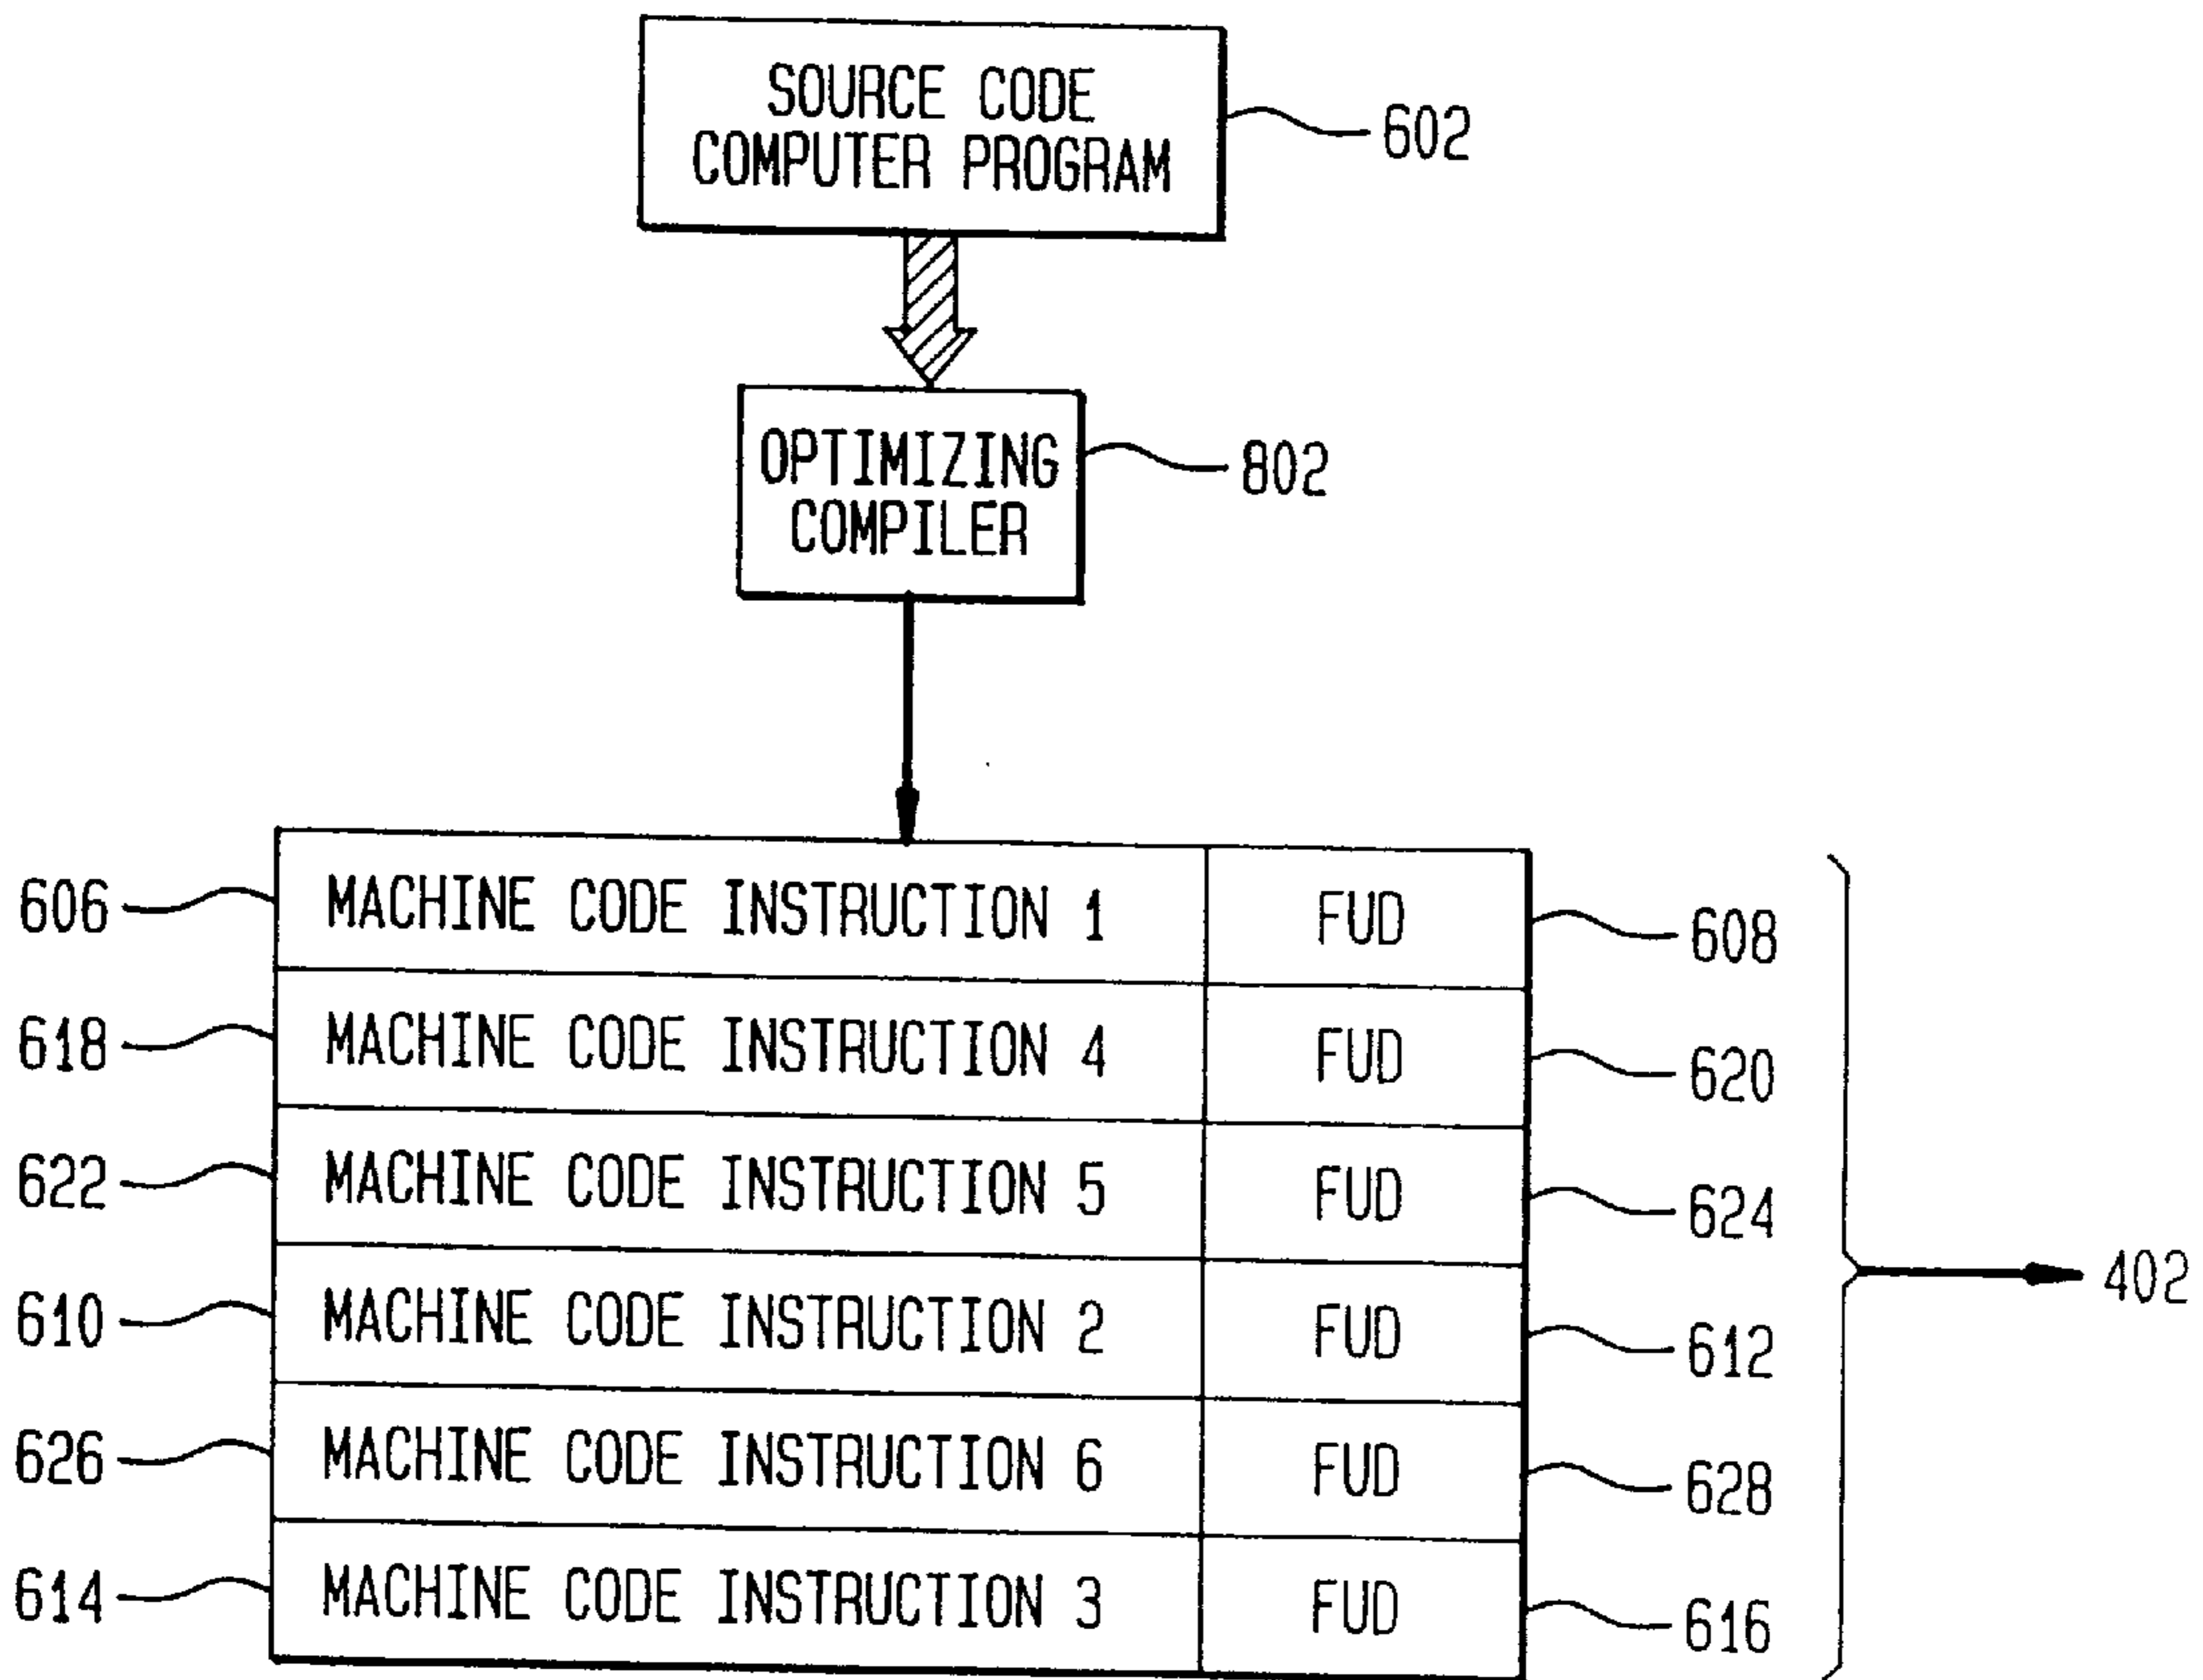 SOURCE CODE
COMPUTER PROGRAM
602
OPTIMIZING
COMPILER
802
606 MACHINE CODE INSTRUCTION 1 FUD 608
618 MACHINE CODE INSTRUCTION 4 FUD 620
622 MACHINE CODE INSTRUCTION 5 FUD 624
402
610 MACHINE CODE INSTRUCTION 2 FUD 612
626 MACHINE CODE INSTRUCTION 6 FUD 628
614 MACHINE CODE INSTRUCTION 3 FUD 616